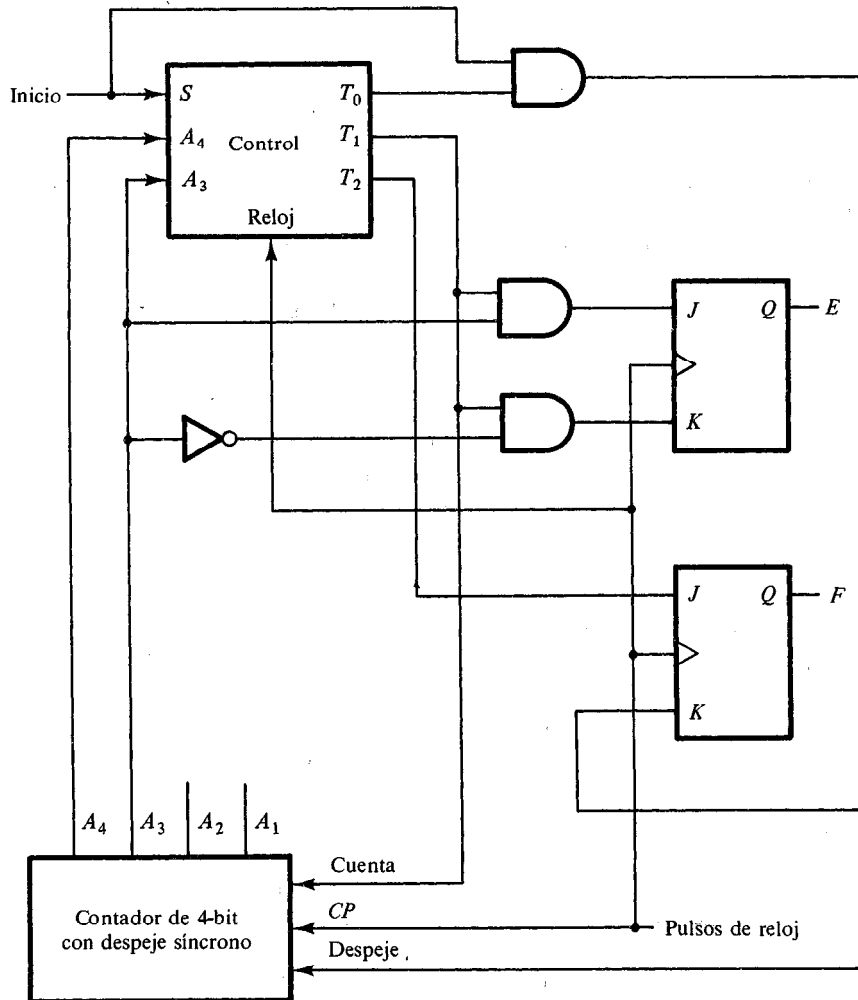 Inicio
S
T0
A4
Control
T1
A3
T2
Reloj
J
Q
E
K
J
Q
F
K
A4
A3
A2
A1
Cuenta
Contador de 4-bit
con despeje síncrono
CP
Pulsos de reloj
Despeje